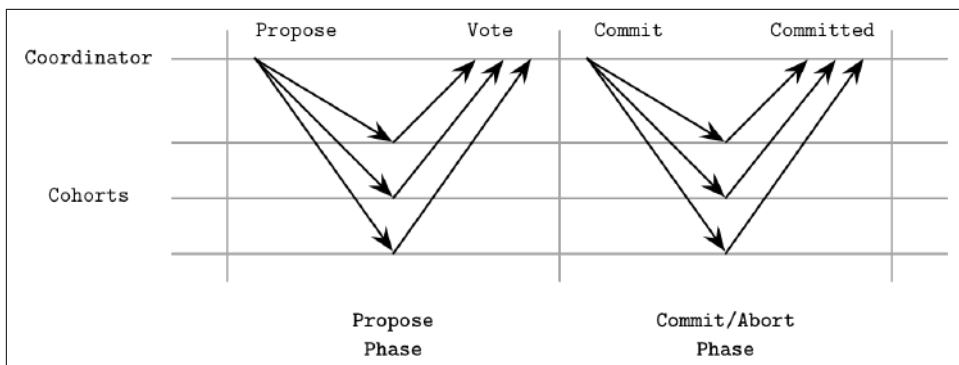 Propose Vote Commit Committed
Coordinator
Cohorts
Propose Commit/Abort
Phase Phase